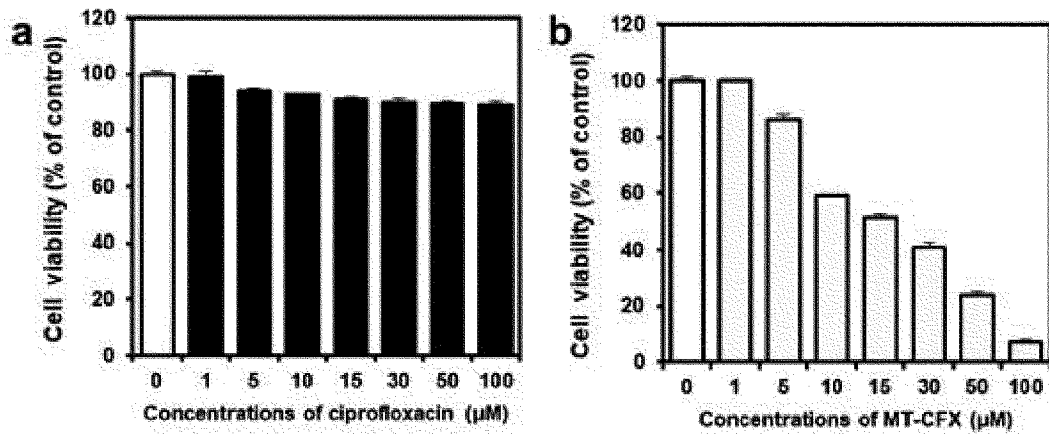 a
Cell viability (% of control)
120
100
80
60
40
20
0
0 1 5 10 15 30 50 100
Concentrations of ciprofloxacin (µM)
b
Cell viability (% of control)
120
100
80
60
40
20
0
0 1 5 10 15 30 50 100
Concentrations of MT-CFX (µM)